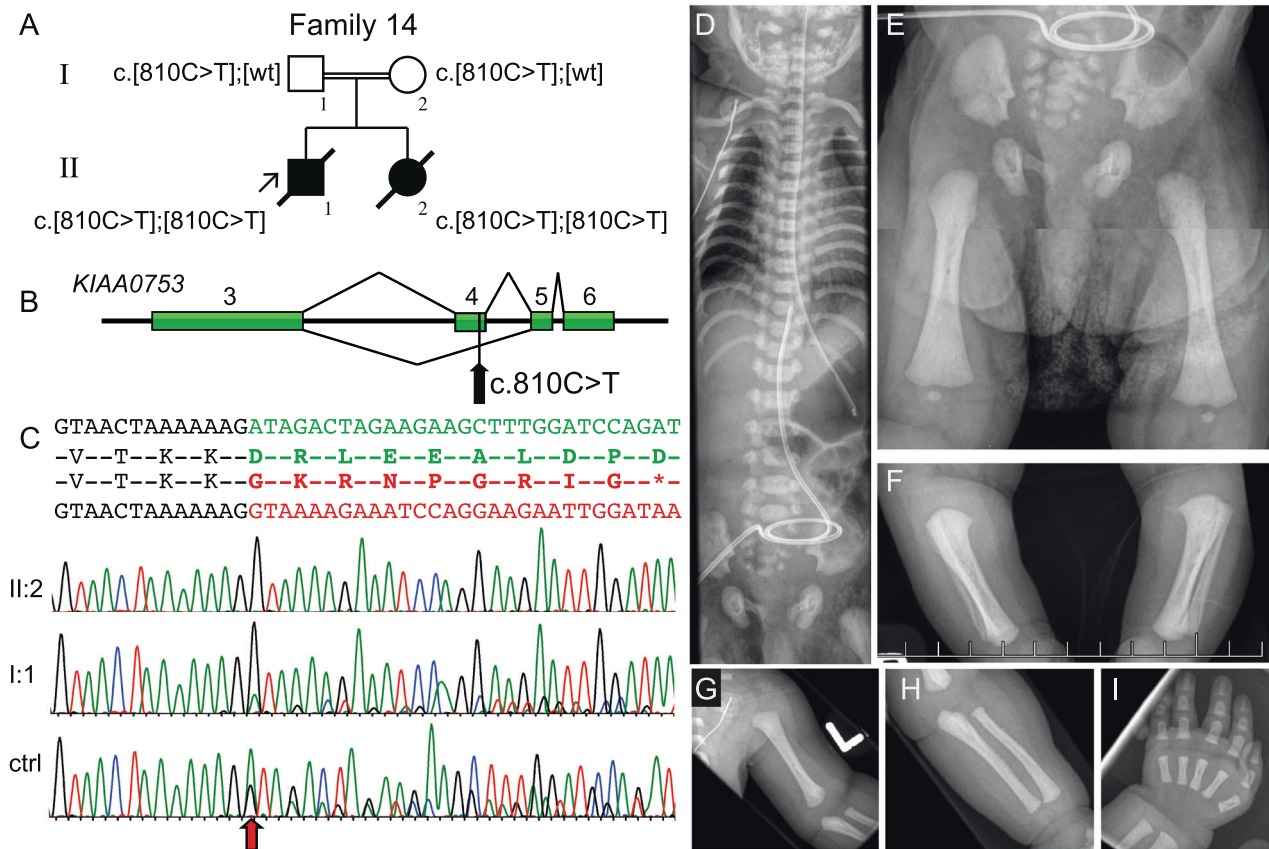 A
Family 14
I
c.[810C>T];[wt]
c.[810C>T];[wt]
1
2
II
1
2
c.[810C>T];[810C>T]
c.[810C>T];[810C>T]
B
KIAA0753
3
4
5
6
c.810C>T
C
GTAACTAAAAAAGATAGACTAGAAGAAGCTTTGGATCCAGAT
–V--T--K--K--D--R--L--E--E--A--L--D--P--D-
–V--T--K--K--G--K--R--N--P--G--R--I--G--*-
GTAACTAAAAAAGGTAAAAGAAATCCAGGAAGAATTGGATAA
II:2
I:1
ctrl
D
E
F
G
L
H
I